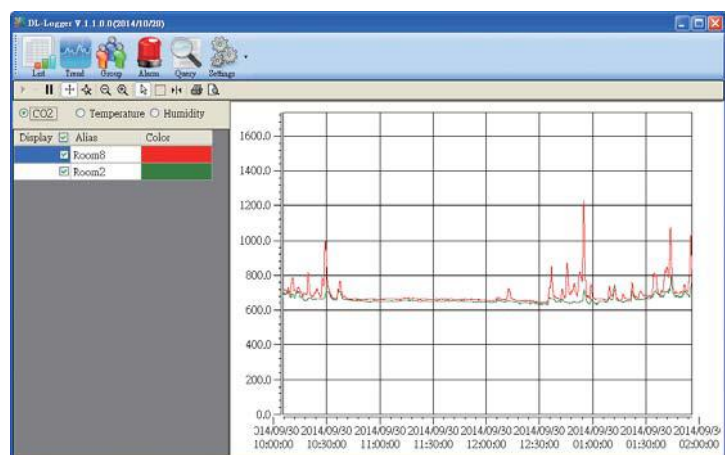 DL-Logger V.1.1.0.0(2014/10/20)
List Trend Group Alarm Query Settings
CO2 Temperature Humidity
Display Alias Color
Room8
Room2
1600.0
1400.0
1200.0
1000.0
800.0
600.0
400.0
200.0
0.0
014/09/30 2014/09/30 2014/09/30 2014/09/30 2014/09/30 2014/09/30 2014/09/30 2014/09/30 2014/09/30
10:00:00 10:30:00 11:00:00 11:30:00 12:00:00 12:30:00 01:00:00 01:30:00 02:00:00